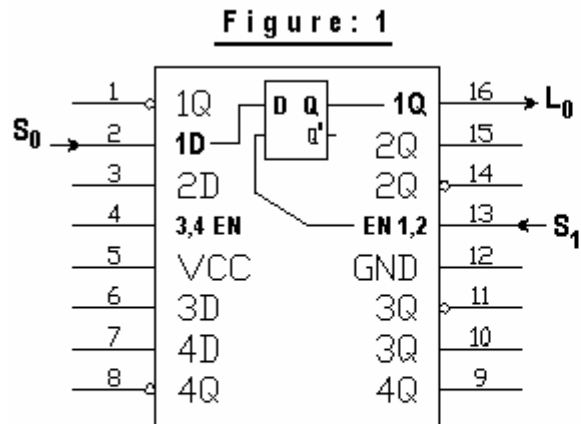 Figure: 1
1 1Q D Q 1Q 16 L0
S0 2 1D Q' 2Q 15
3 2D 2Q 14
4 3,4 EN EN 1,2 13 S1
5 VCC GND 12
6 3D 3Q 11
7 4D 3Q 10
8 4Q 4Q 9